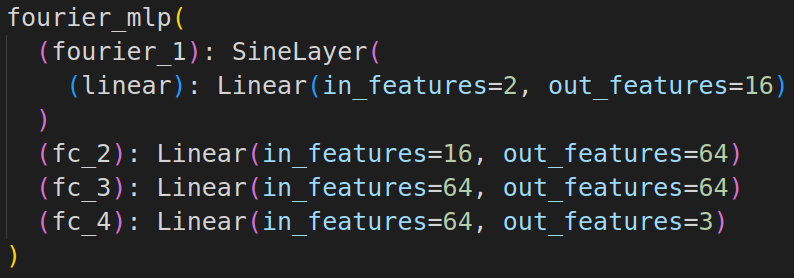 fourier_mlp(
  (fourier_1): SineLayer(
    (linear): Linear(in_features=2, out_features=16)
  )
  (fc_2): Linear(in_features=16, out_features=64)
  (fc_3): Linear(in_features=64, out_features=64)
  (fc_4): Linear(in_features=64, out_features=3)
)